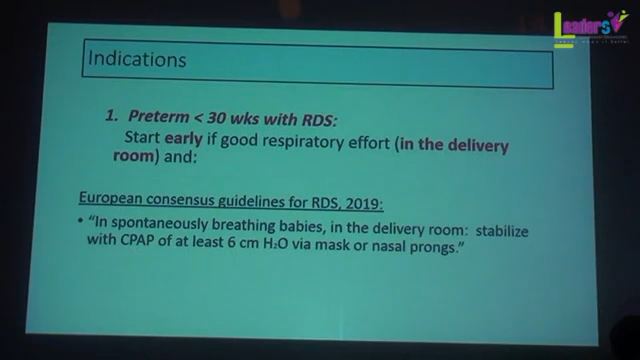 Leaders
Indications
1. Preterm < 30 wks with RDS:
Start early if good respiratory effort (in the delivery
room) and:
European consensus guidelines for RDS, 2019:
• “In spontaneously breathing babies, in the delivery room: stabilize
with CPAP of at least 6 cm H₂O via mask or nasal prongs.”